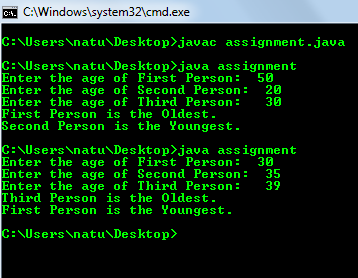 C:\Windows\system32\cmd.exe
C:\Users\natu\Desktop>javac assignment.java
C:\Users\natu\Desktop>java assignment
Enter the age of First Person:  50
Enter the age of Second Person:  20
Enter the age of Third Person:   30
First Person is the Oldest.
Second Person is the Youngest.
C:\Users\natu\Desktop>java assignment
Enter the age of First Person:  30
Enter the age of Second Person:  35
Enter the age of Third Person:   39
Third Person is the Oldest.
First Person is the Youngest.
C:\Users\natu\Desktop>